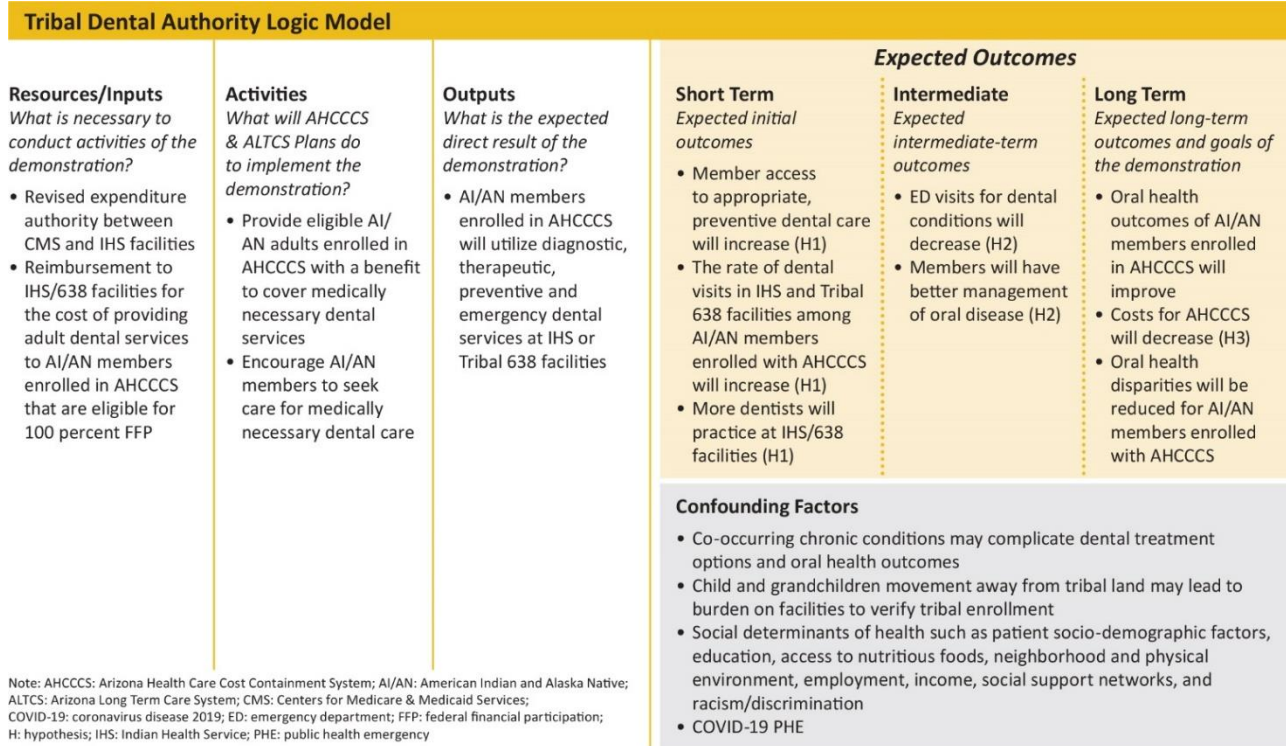 Tribal Dental Authority Logic Model
Resources/Inputs
What is necessary to
conduct activities of the
demonstration?
• Revised expenditure
authority between
CMS and IHS facilities
• Reimbursement to
IHS/638 facilities for
the cost of providing
adult dental services
to AI/AN members
enrolled in AHCCCS
that are eligible for
100 percent FFP
Activities
What will AHCCCS
& ALTCS Plans do
to implement the
demonstration?
• Provide eligible AI/
AN adults enrolled in
AHCCCS with a benefit
to cover medically
necessary dental
services
• Encourage AI/AN
members to seek
care for medically
necessary dental care
Outputs
What is the expected
direct result of the
demonstration?
• AI/AN members
enrolled in AHCCCS
will utilize diagnostic,
therapeutic,
preventive and
emergency dental
services at IHS or
Tribal 638 facilities
Expected Outcomes
Short Term
Expected initial
outcomes
• Member access
to appropriate,
preventive dental care
will increase (H1)
• The rate of dental
visits in IHS and Tribal
638 facilities among
AI/AN members
enrolled with AHCCCS
will increase (H1)
• More dentists will
practice at IHS/638
facilities (H1)
Intermediate
Expected
intermediate-term
outcomes
• ED visits for dental
conditions will
decrease (H2)
• Members will have
better management
of oral disease (H2)
Long Term
Expected long-term
outcomes and goals of
the demonstration
• Oral health
outcomes of AI/AN
members enrolled
in AHCCCS will
improve
• Costs for AHCCCS
will decrease (H3)
• Oral health
disparities will be
reduced for AI/AN
members enrolled
with AHCCCS
Confounding Factors
• Co-occurring chronic conditions may complicate dental treatment
options and oral health outcomes
• Child and grandchildren movement away from tribal land may lead to
burden on facilities to verify tribal enrollment
• Social determinants of health such as patient socio-demographic factors,
education, access to nutritious foods, neighborhood and physical
environment, employment, income, social support networks, and
racism/discrimination
• COVID-19 PHE
Note: AHCCCS: Arizona Health Care Cost Containment System; AI/AN: American Indian and Alaska Native;
ALTCS: Arizona Long Term Care System; CMS: Centers for Medicare & Medicaid Services;
COVID-19: coronavirus disease 2019; ED: emergency department; FFP: federal financial participation;
H: hypothesis; IHS: Indian Health Service; PHE: public health emergency